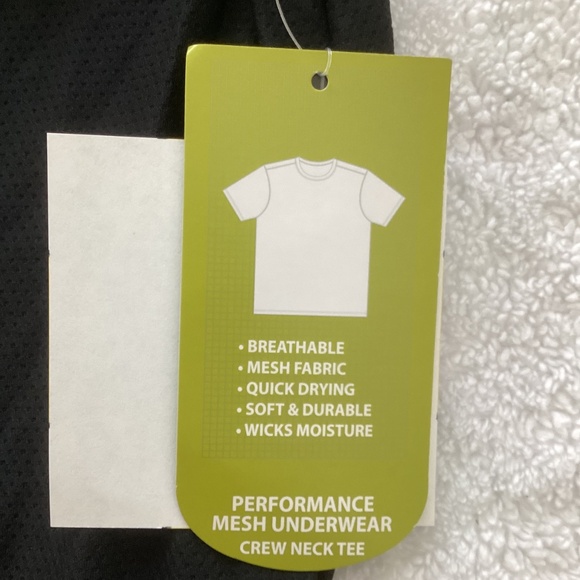 • BREATHABLE
• MESH FABRIC
• QUICK DRYING
• SOFT & DURABLE
• WICKS MOISTURE
PERFORMANCE
MESH UNDERWEAR
CREW NECK TEE